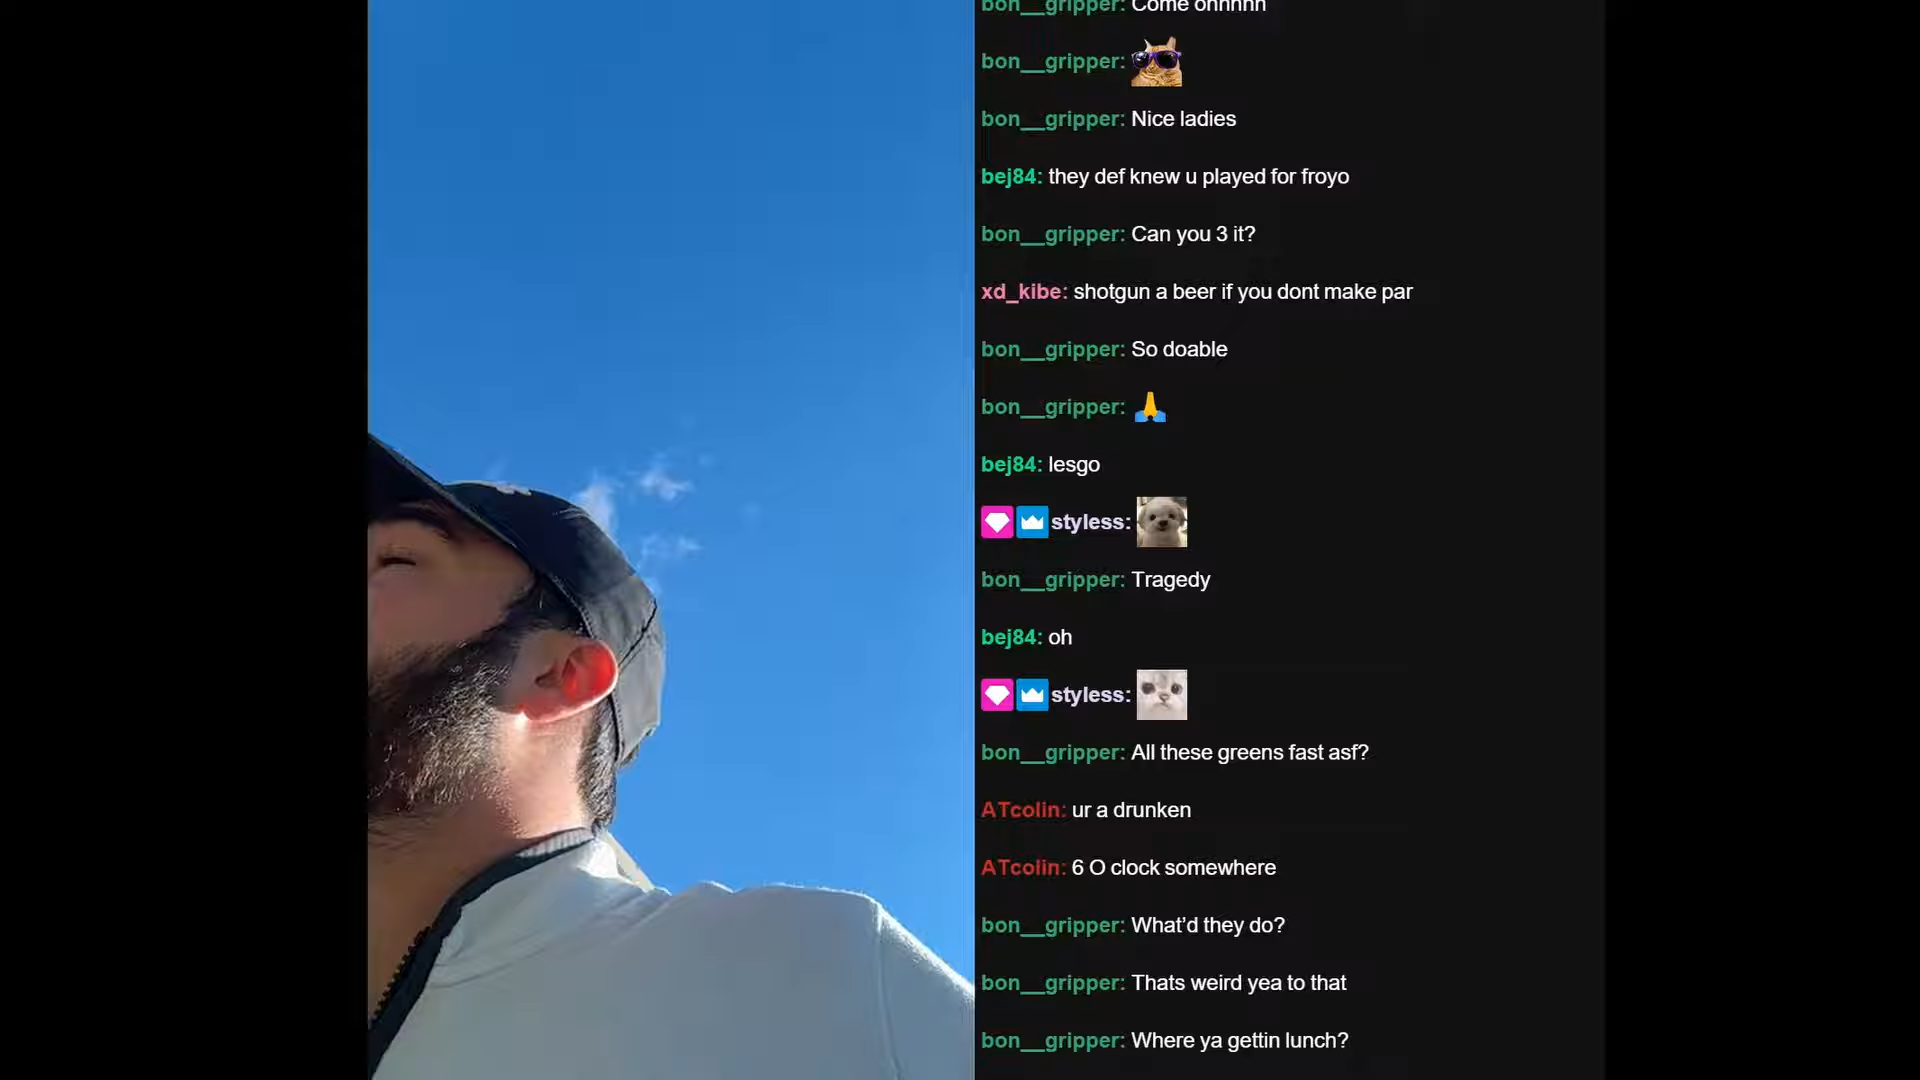 bon__gripper: Come onnnnn
bon__gripper:
bon__gripper: Nice ladies
bej84: they def knew u played for froyo
bon__gripper: Can you 3 it?
xd_kibe: shotgun a beer if you dont make par
bon__gripper: So doable
bon__gripper: 🙏
bej84: lesgo
styless:
bon__gripper: Tragedy
bej84: oh
styless:
bon__gripper: All these greens fast asf?
ATcolin: ur a drunken
ATcolin: 6 O clock somewhere
bon__gripper: What’d they do?
bon__gripper: Thats weird yea to that
bon__gripper: Where ya gettin lunch?